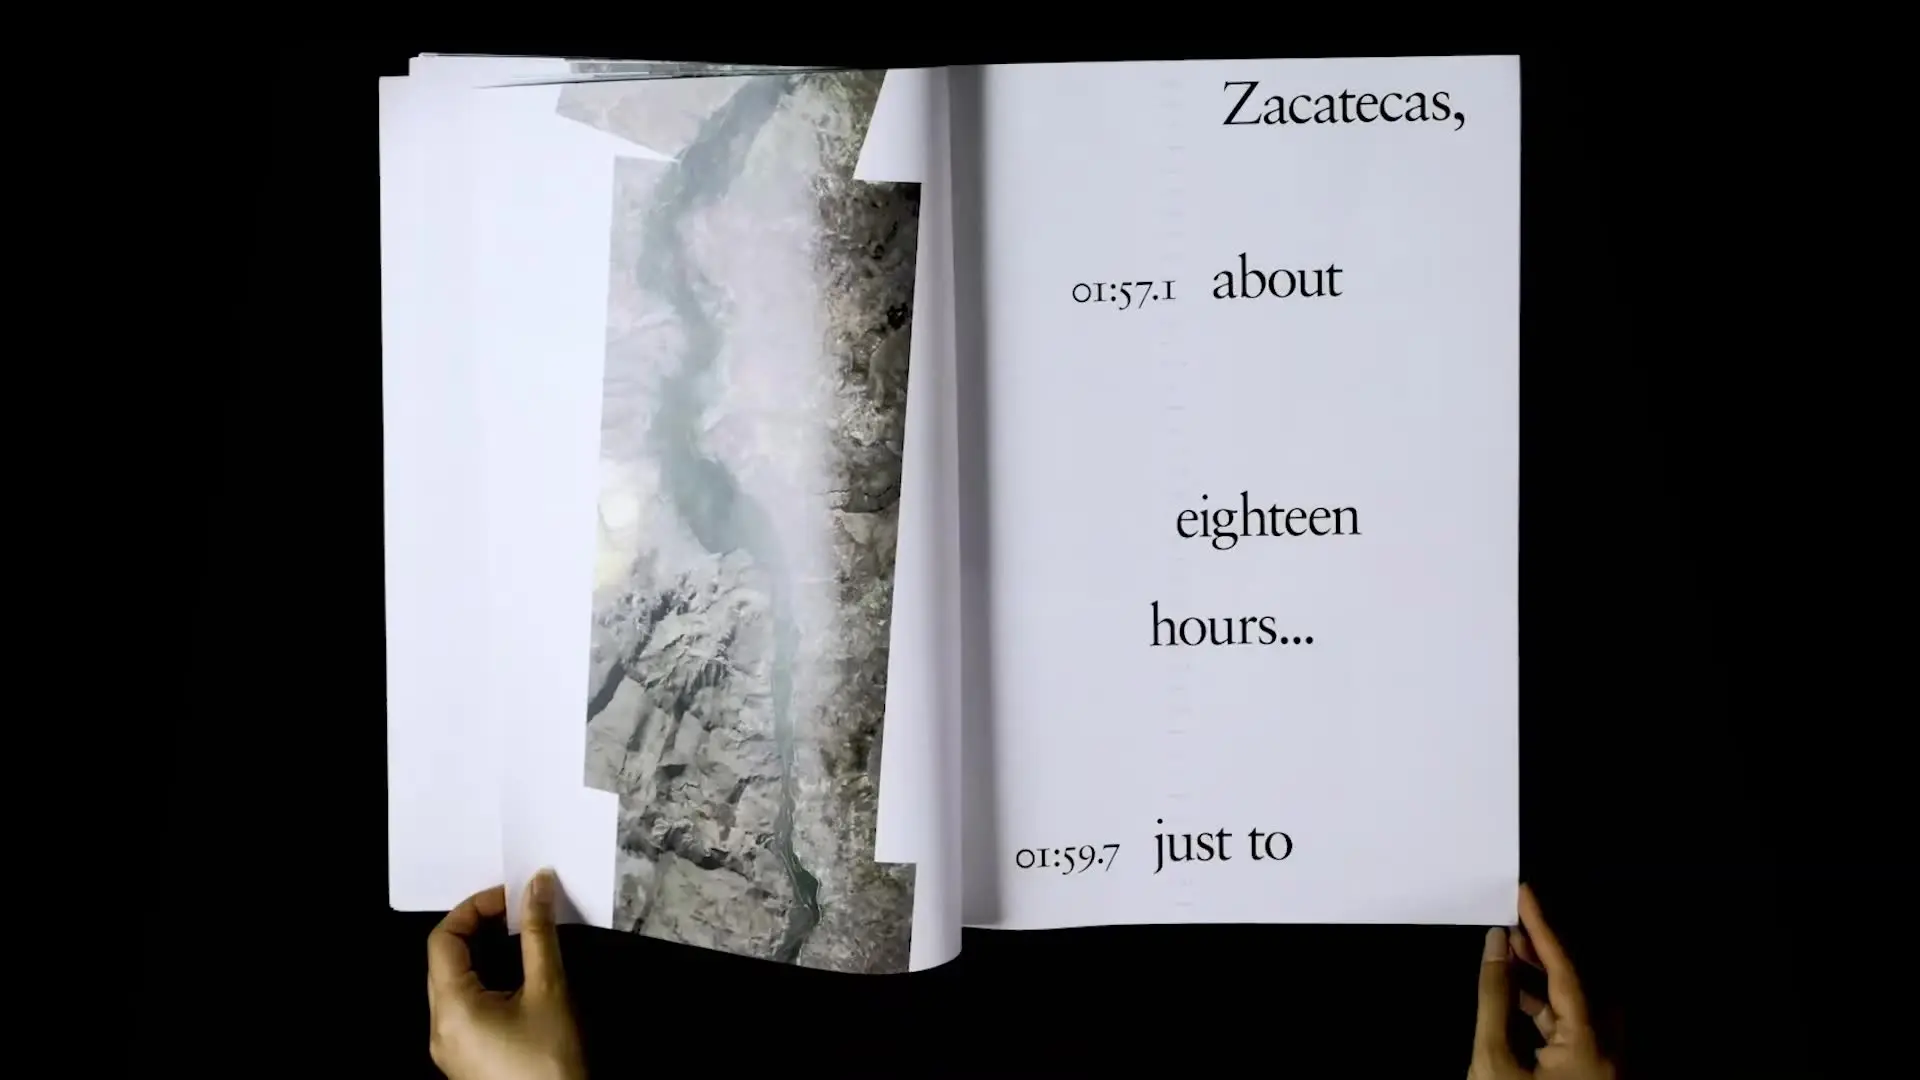 Zacatecas,
01:57.1 about
eighteen
hours...
01:59.7 just to